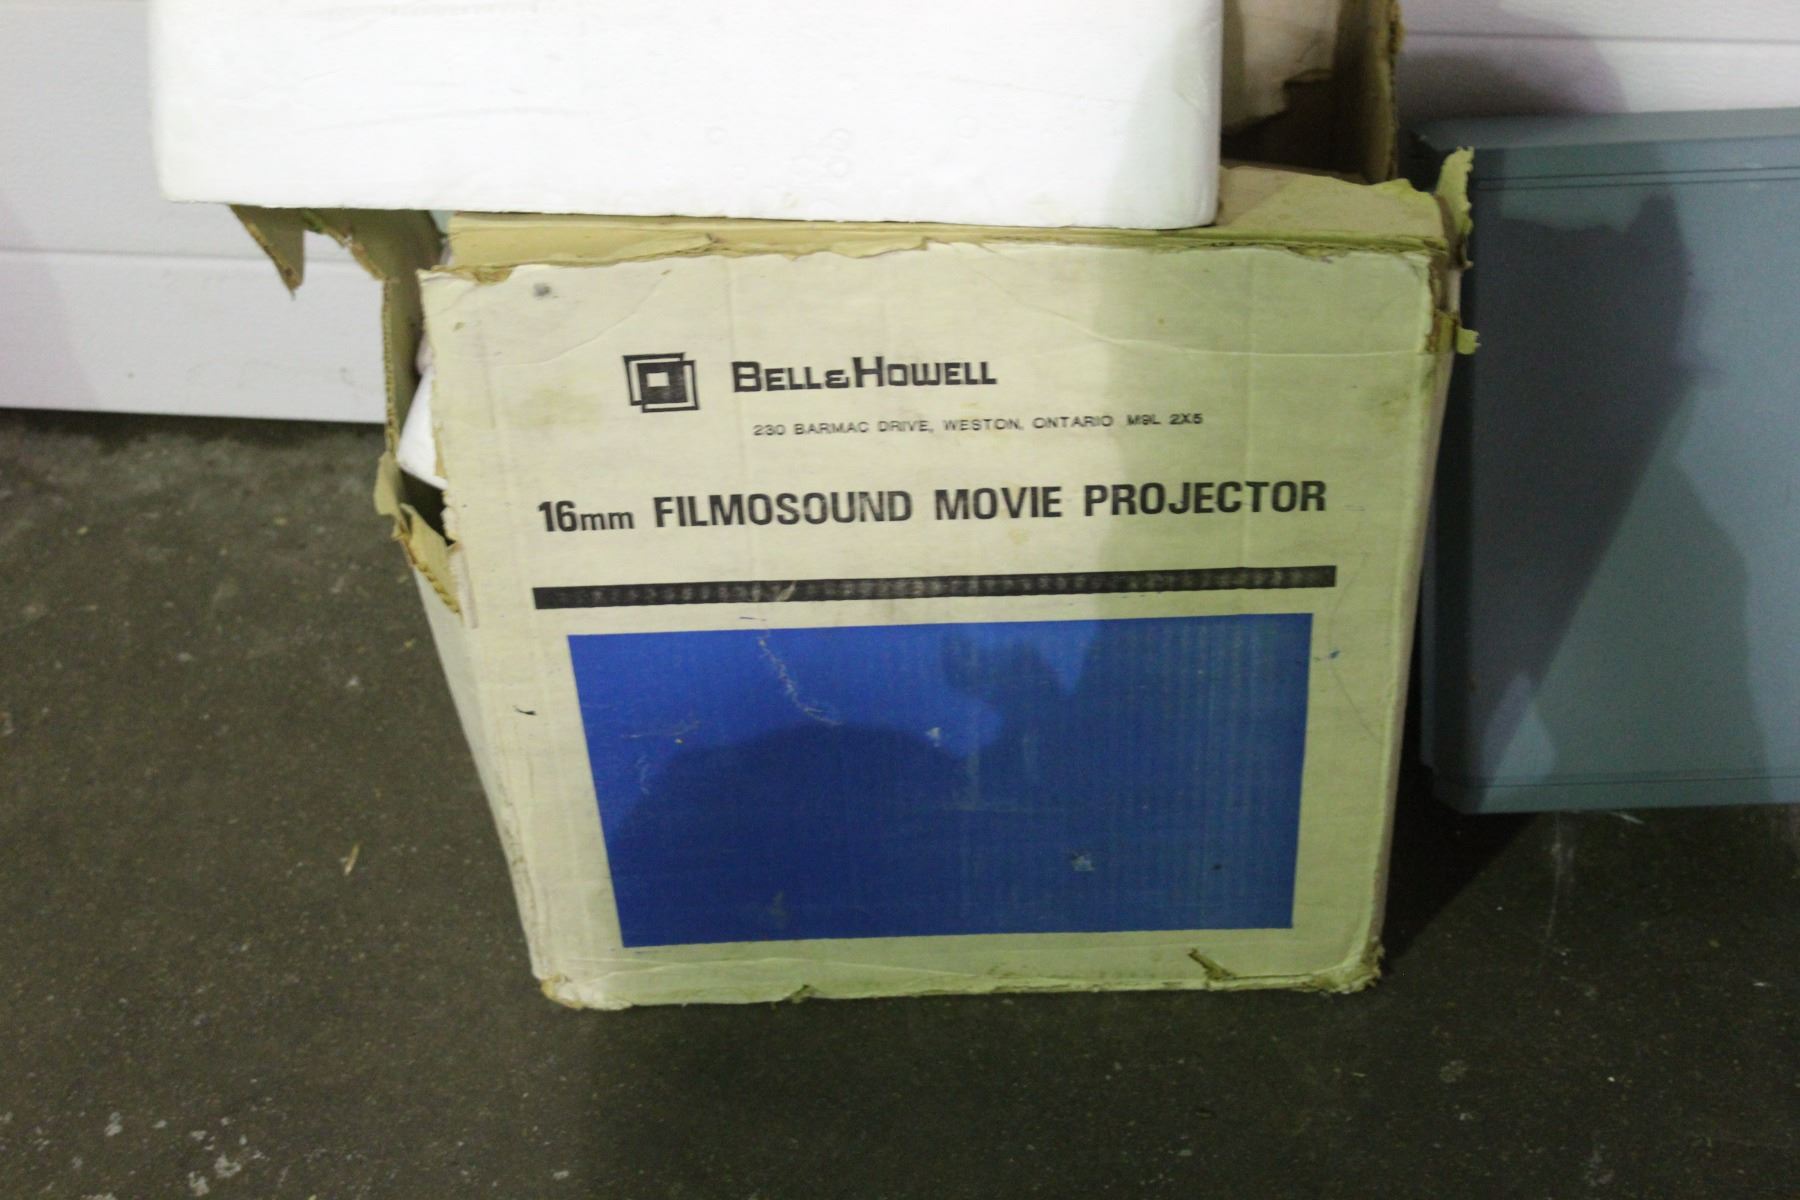 BELL & HOWELL
230 BARMAC DRIVE, WESTON, ONTARIO M9L 2X5
16mm FILMOSOUND MOVIE PROJECTOR